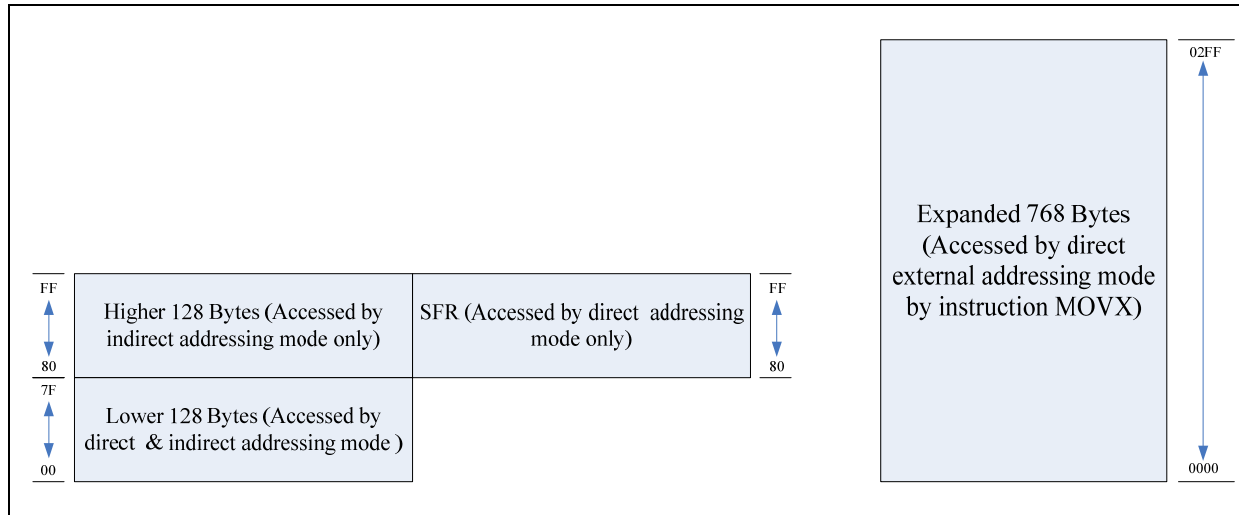 02FF
Expanded 768 Bytes
(Accessed by direct
external addressing mode
by instruction MOVX)
0000
FF
Higher 128 Bytes (Accessed by
indirect addressing mode only)
80
SFR (Accessed by direct addressing
mode only)
FF
80
7F
Lower 128 Bytes (Accessed by
direct & indirect addressing mode )
00